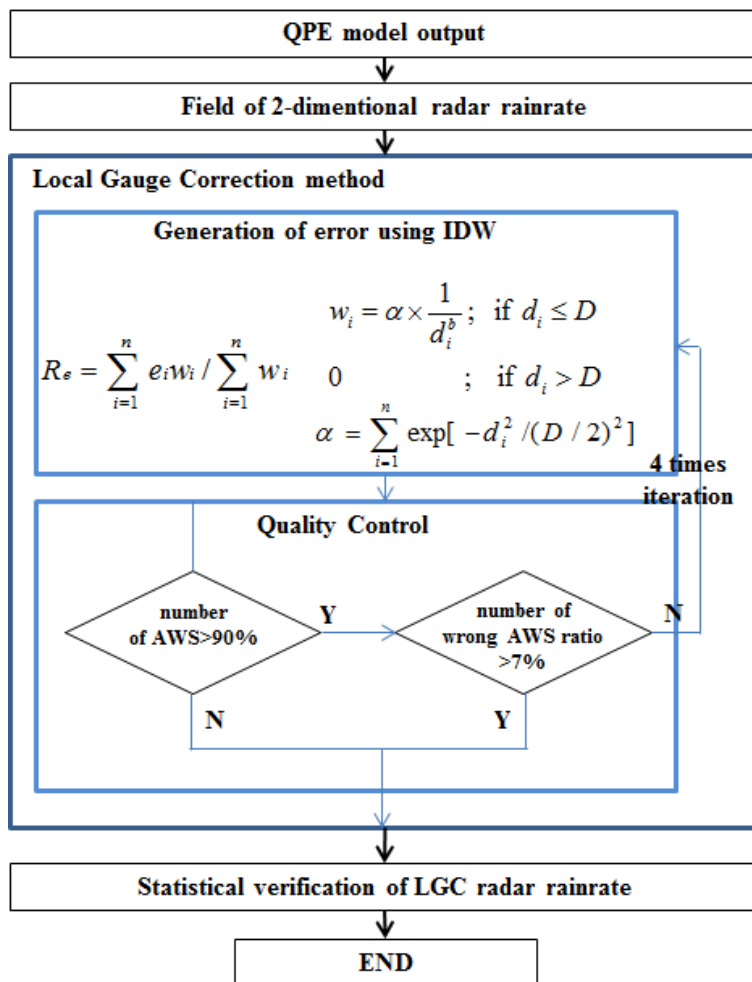 QPE model output
Field of 2-dimentional radar rainrate
Local Gauge Correction method
Generation of error using IDW
w_i = α × 1 / d_i^b ; if d_i ≤ D
R_e = ∑_{i=1}^{n} e_i w_i / ∑_{i=1}^{n} w_i
0 ; if d_i > D
α = ∑_{i=1}^{n} exp[ -d_i^2 /(D / 2)^2 ]
4 times
iteration
Quality Control
number
of AWS>90%
Y
number of
wrong AWS ratio
>7%
N
N
Y
Statistical verification of LGC radar rainrate
END